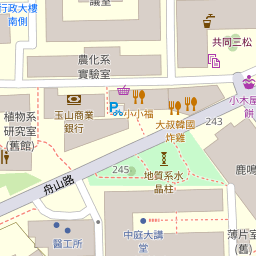 行政大樓
南側
議室
共同三松
農化系
實驗室
玉山商業
銀行
小小福
小木屋
餅
243
大叔韓國
炸雞
植物系
研究室
(舊館)
245
舟山路
地質系水
晶柱
鹿鳴
醫工所
中庭大講
堂
薄片室
(舊)